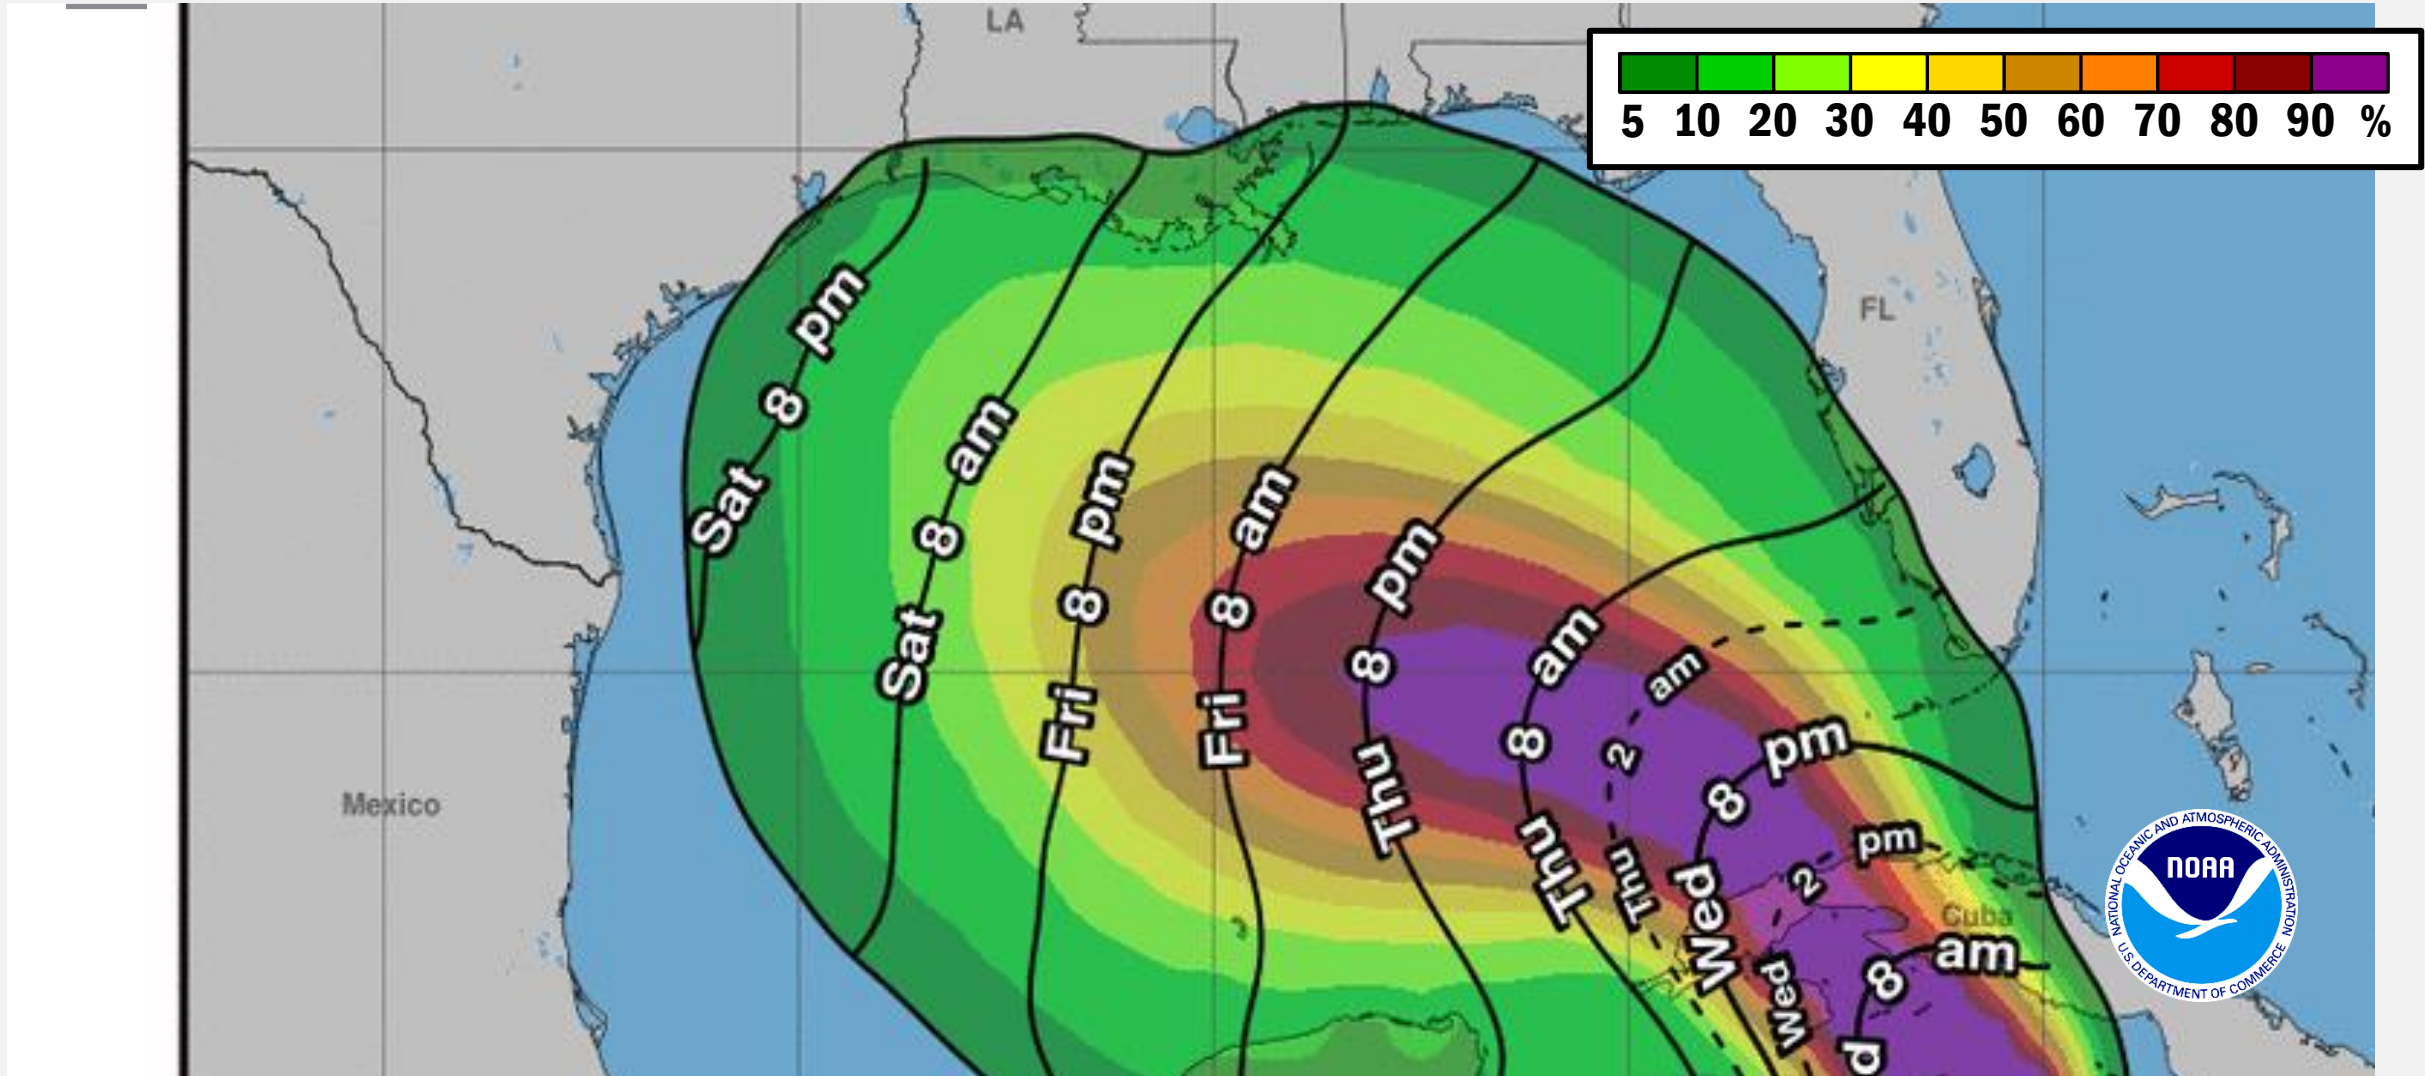 LA
5 10 20 30 40 50 60 70 80 90 %
FL
Sat 8 pm
Sat 8 am
Fri 8 pm
Fri 8 am
Thu 8 pm
Thu 8 am
Thu 2 am
Wed 8 pm
Wed 2 pm
d 8 am
Mexico
Cuba
NATIONAL OCEANIC AND ATMOSPHERIC ADMINISTRATION
NOAA
U.S. DEPARTMENT OF COMMERCE